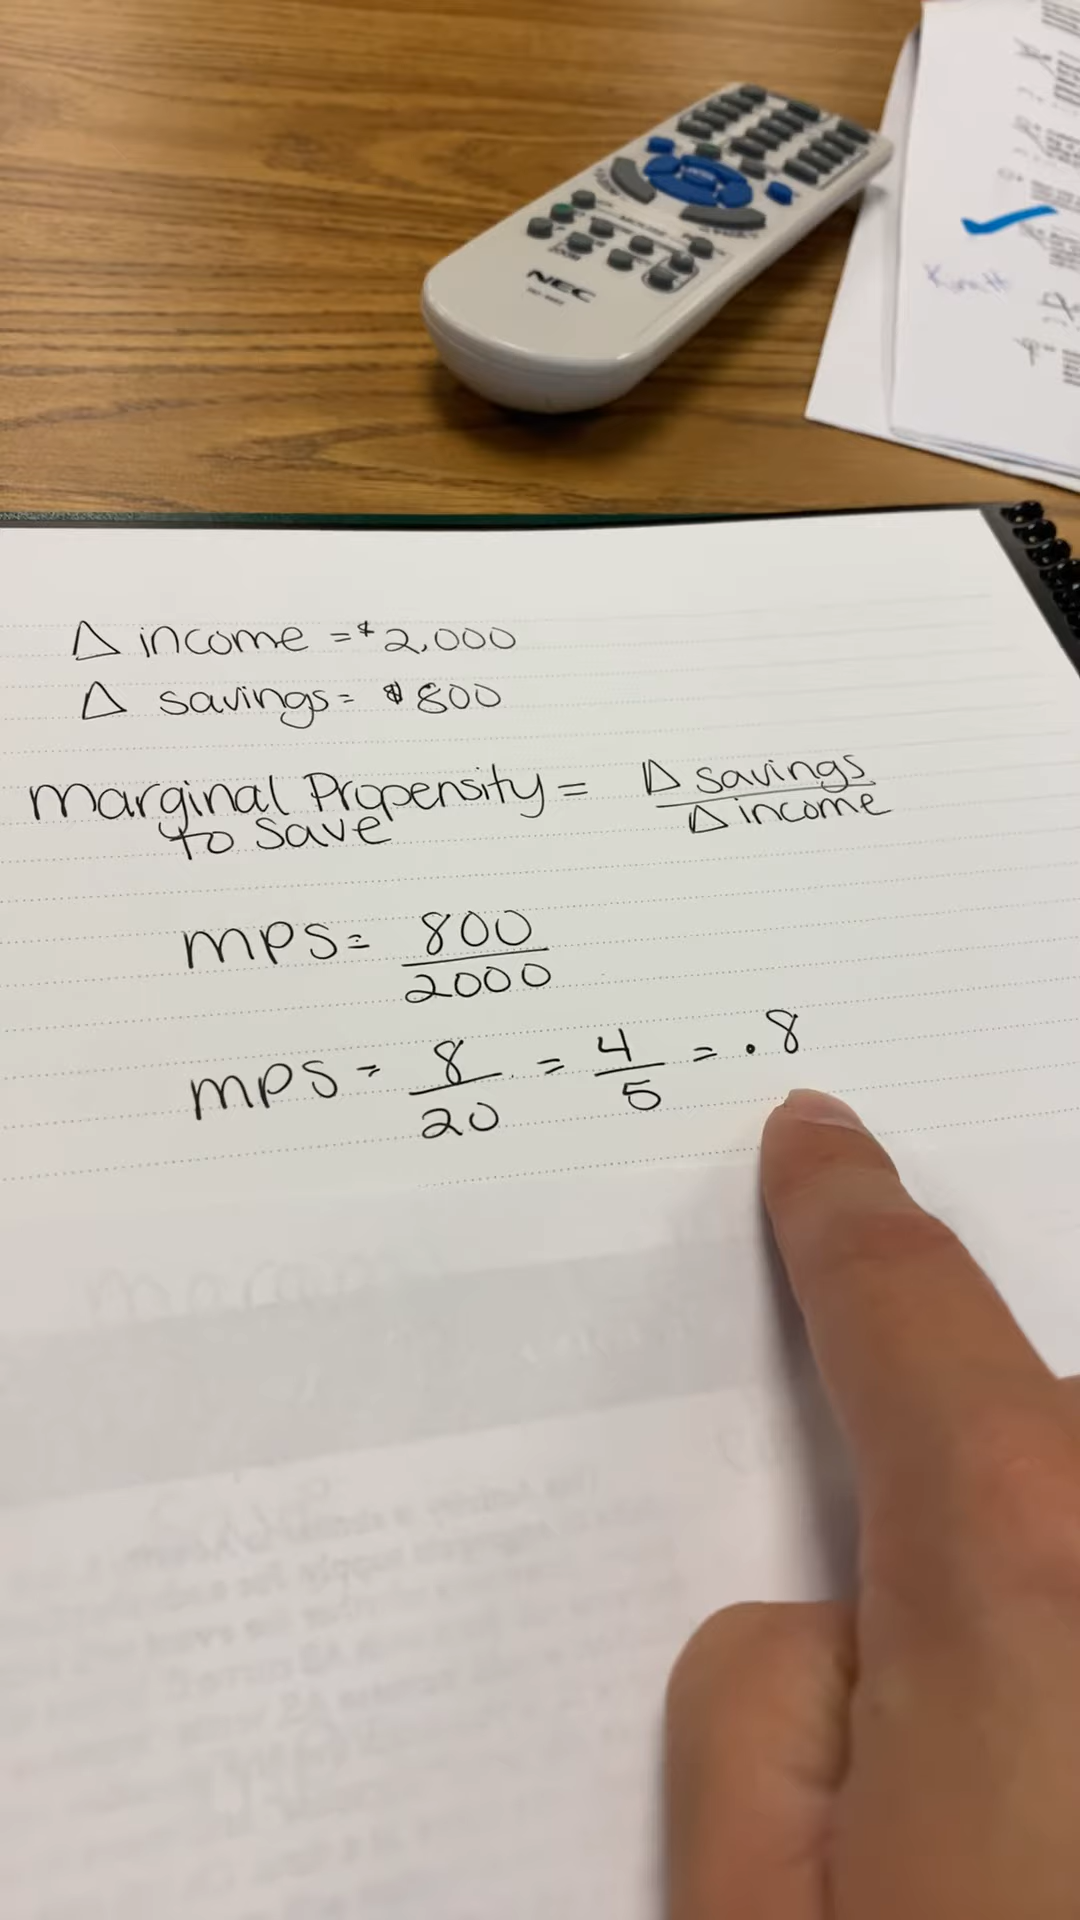 NEC
Δ income = $2,000
Δ savings = $800
Marginal Propensity = Δ savings / Δ income
to save
MPS = 800 / 2000
MPS = 8 / 20 = 4 / 5 = .8